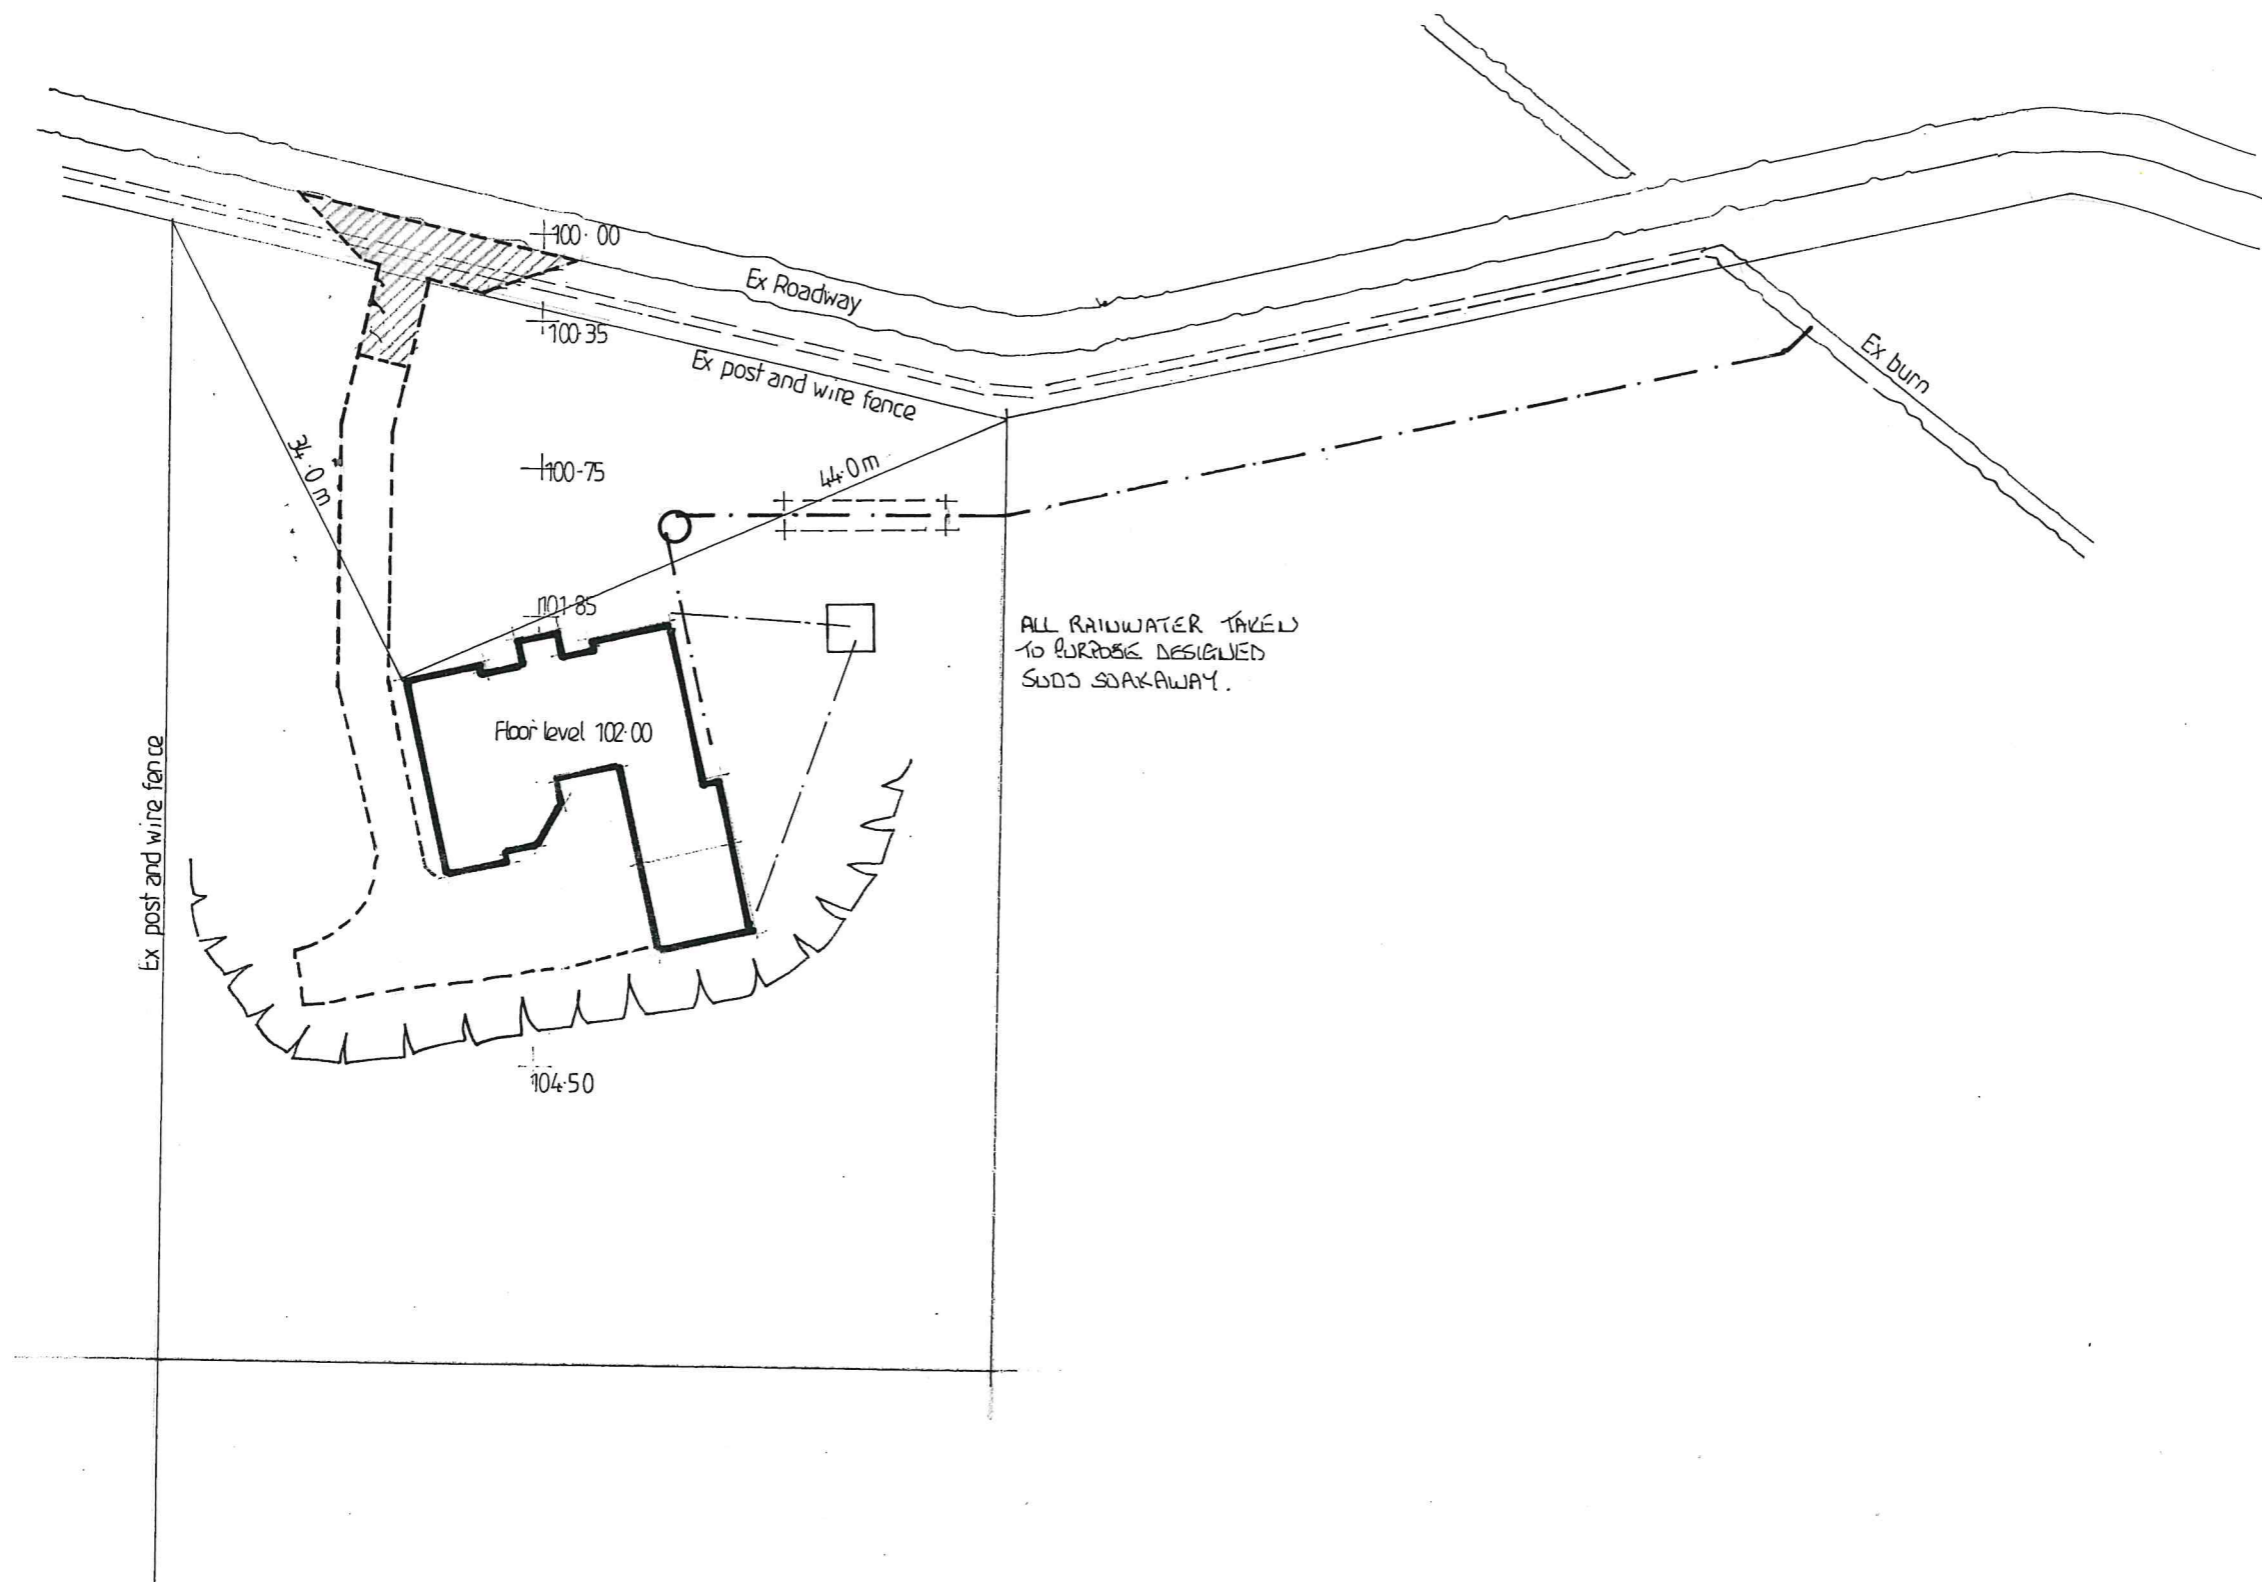 100.00
Ex Roadway
100.35
Ex post and wire fence
Ex burn
34.0 m
44.0 m
100.75
101.85
ALL RAINWATER TAKEN
TO PURPOSE DESIGNED
SUDS SOAKAWAY.
Floor level 102.00
Ex post and wire fence
104.50